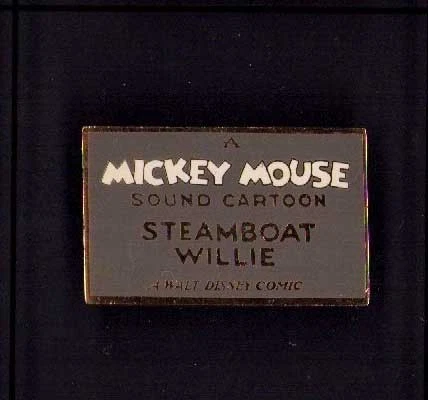 A
MICKEY MOUSE
SOUND CARTOON
STEAMBOAT
WILLIE
A WALT DISNEY COMIC